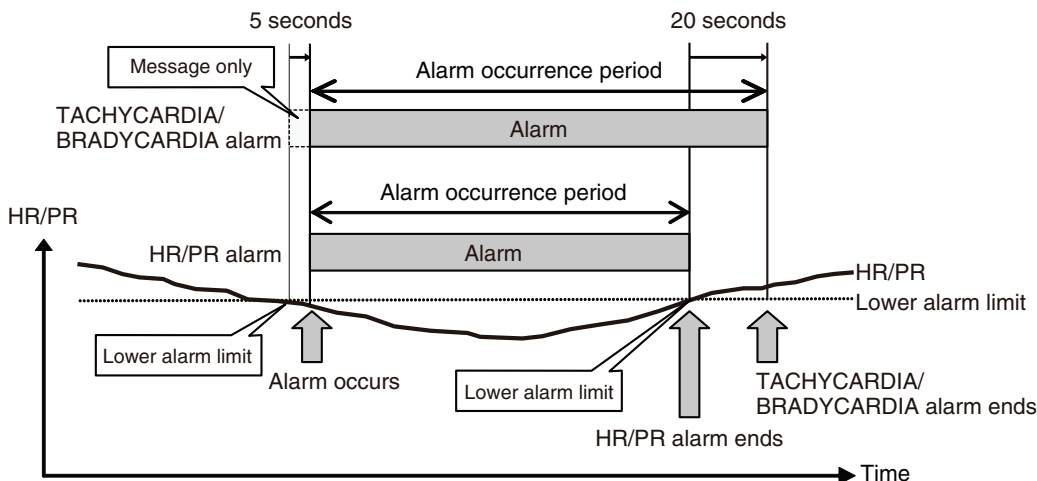 5 seconds
20 seconds
Message only
Alarm occurrence period
TACHYCARDIA/
BRADYCARDIA alarm
Alarm
Alarm occurrence period
HR/PR
HR/PR alarm
Alarm
HR/PR
Lower alarm limit
Lower alarm limit
Alarm occurs
Lower alarm limit
TACHYCARDIA/
BRADYCARDIA alarm ends
HR/PR alarm ends
Time